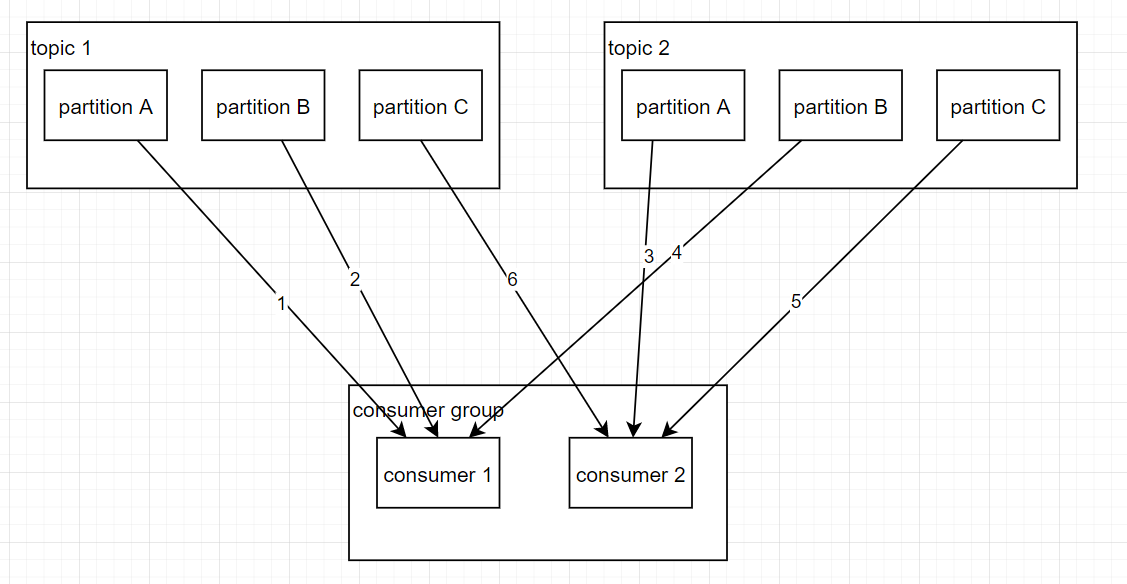 topic 1
topic 2
partition A
partition B
partition C
partition A
partition B
partition C
3
4
2
6
1
5
consumer group
consumer 1
consumer 2